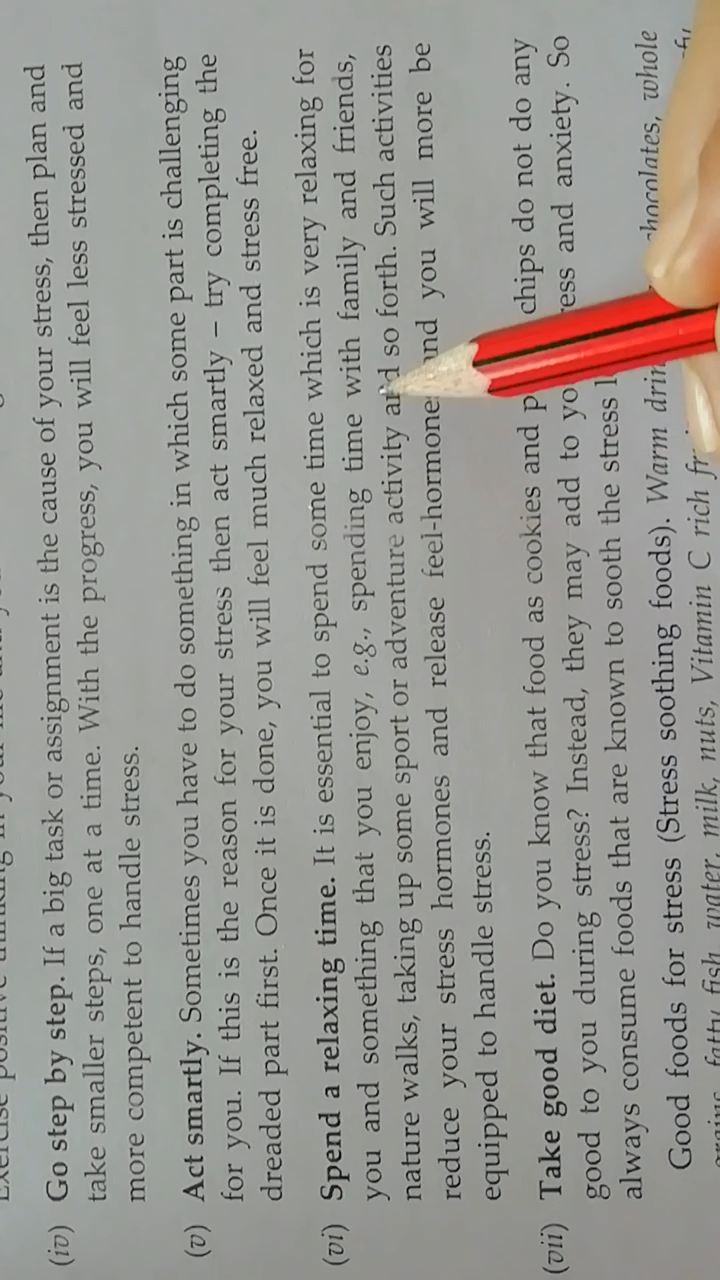 Exercise positive thinking in your
(iv) Go step by step. If a big task or assignment is the cause of your stress, then plan and
take smaller steps, one at a time. With the progress, you will feel less stressed and
more competent to handle stress.
(v) Act smartly. Sometimes you have to do something in which some part is challenging
for you. If this is the reason for your stress then act smartly – try completing the
dreaded part first. Once it is done, you will feel much relaxed and stress free.
(vi) Spend a relaxing time. It is essential to spend some time which is very relaxing for
you and something that you enjoy, e.g., spending time with family and friends,
nature walks, taking up some sport or adventure activity and so forth. Such activities
reduce your stress hormones and release feel-hormone and you will more be
equipped to handle stress.
(vii) Take good diet. Do you know that food as cookies and chips do not do any
good to you during stress? Instead, they may add to and anxiety. So
always consume foods that are known to sooth the stress
Good foods for stress (Stress soothing foods). Warm chocolates, whole
grains, fatty fish, water, milk, nuts, Vitamin C rich